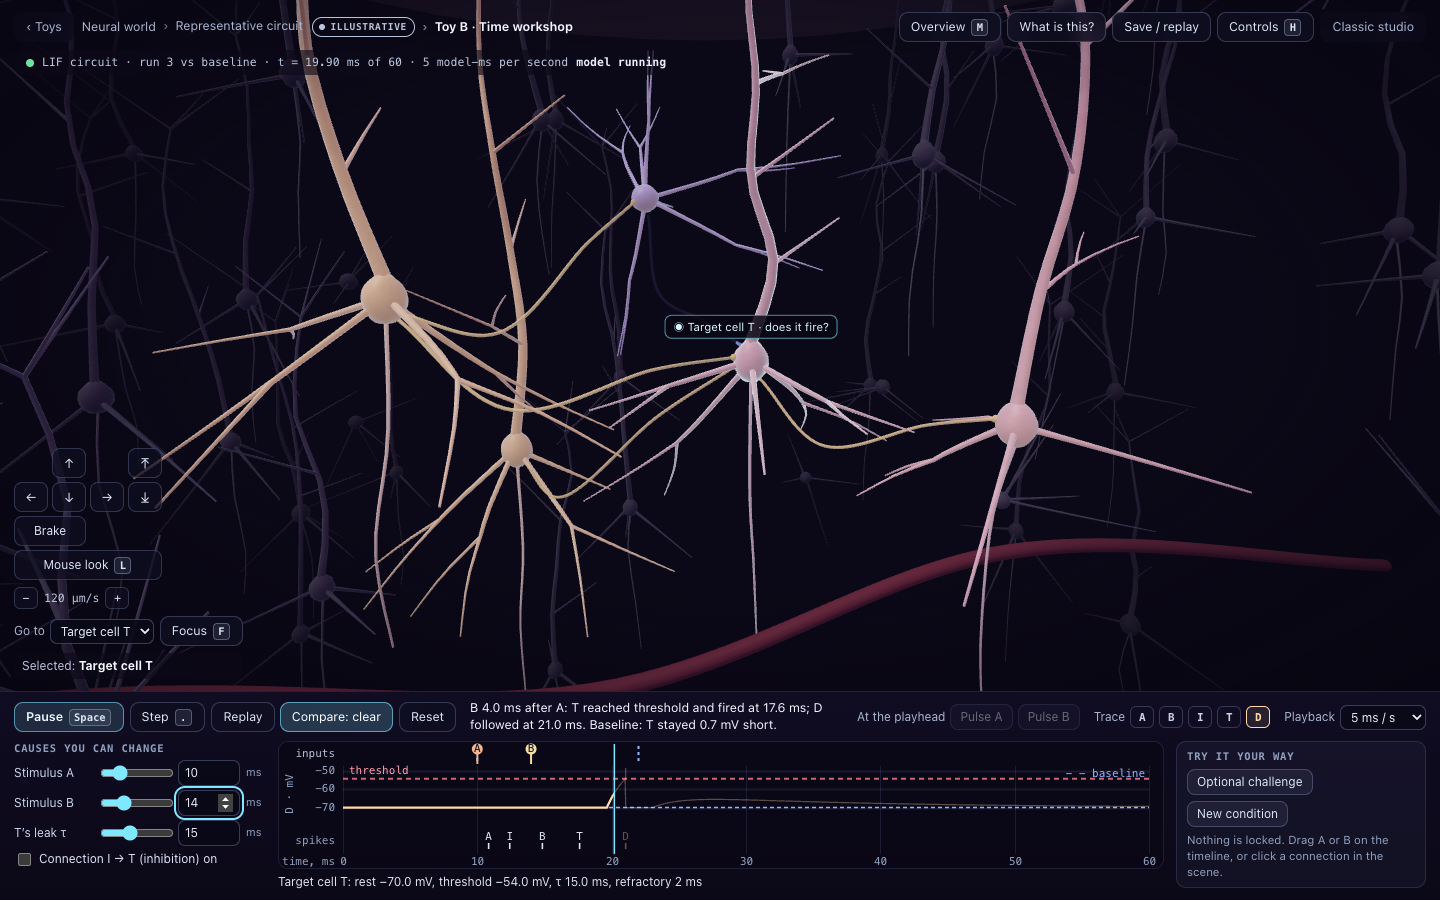 ‹ Toys Neural world › Representative circuit ILLUSTRATIVE › Toy B · Time workshop
Overview M What is this? Save / replay Controls H Classic studio
LIF circuit · run 3 vs baseline · t = 19.90 ms of 60 · 5 model-ms per second model running
Target cell T · does it fire?
↑ ⤒
← ↓ → ⤓
Brake
Mouse look L
− 120 µm/s +
Go to Target cell T Focus F
Selected: Target cell T
Pause Space Step . Replay Compare: clear Reset
B 4.0 ms after A: T reached threshold and fired at 17.6 ms; D
followed at 21.0 ms. Baseline: T stayed 0.7 mV short.
At the playhead Pulse A Pulse B Trace A B I T D Playback 5 ms / s
CAUSES YOU CAN CHANGE
Stimulus A 10 ms
Stimulus B 14 ms
T's leak τ 15 ms
Connection I → T (inhibition) on
inputs A B
−50 threshold – – baseline
D · mV
−60
−70
spikes A I B T D
time, ms 0 10 20 30 40 50 60
Target cell T: rest −70.0 mV, threshold −54.0 mV, τ 15.0 ms, refractory 2 ms
TRY IT YOUR WAY
Optional challenge
New condition
Nothing is locked. Drag A or B on the
timeline, or click a connection in the
scene.